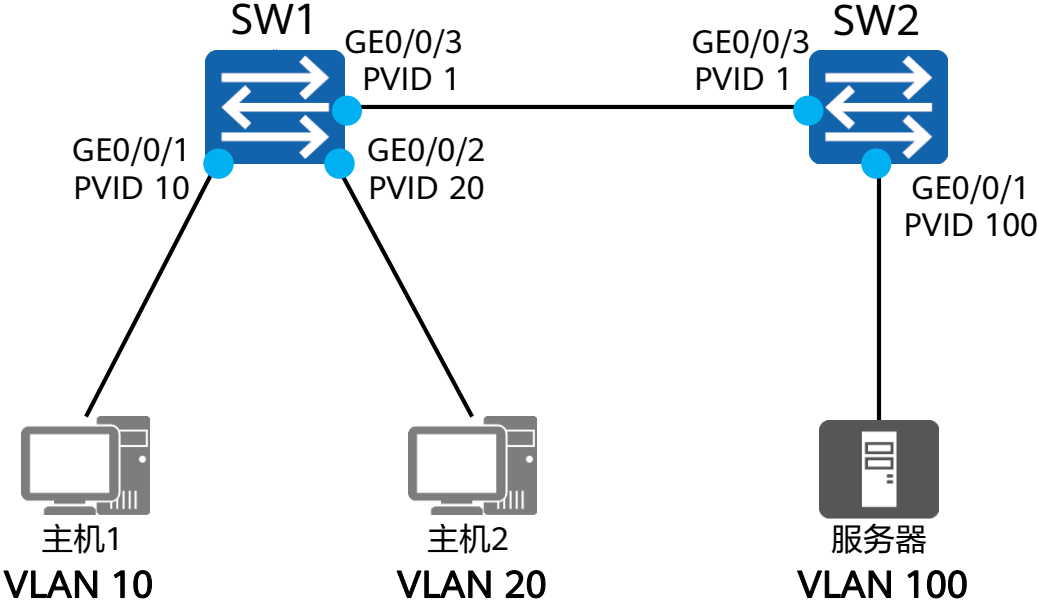 SW1
SW2
GE0/0/3
PVID 1
GE0/0/3
PVID 1
GE0/0/1
PVID 10
GE0/0/2
PVID 20
GE0/0/1
PVID 100
主机1
VLAN 10
主机2
VLAN 20
服务器
VLAN 100